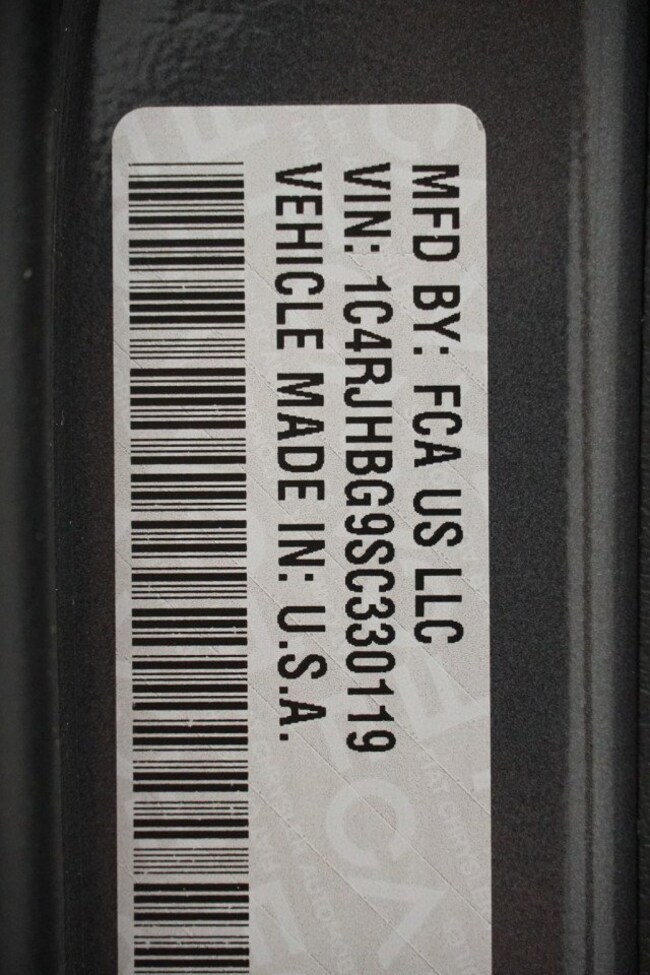 MFD BY: FCA US LLC
VIN: 1C4RJHBG9SC330119
VEHICLE MADE IN: U.S.A.